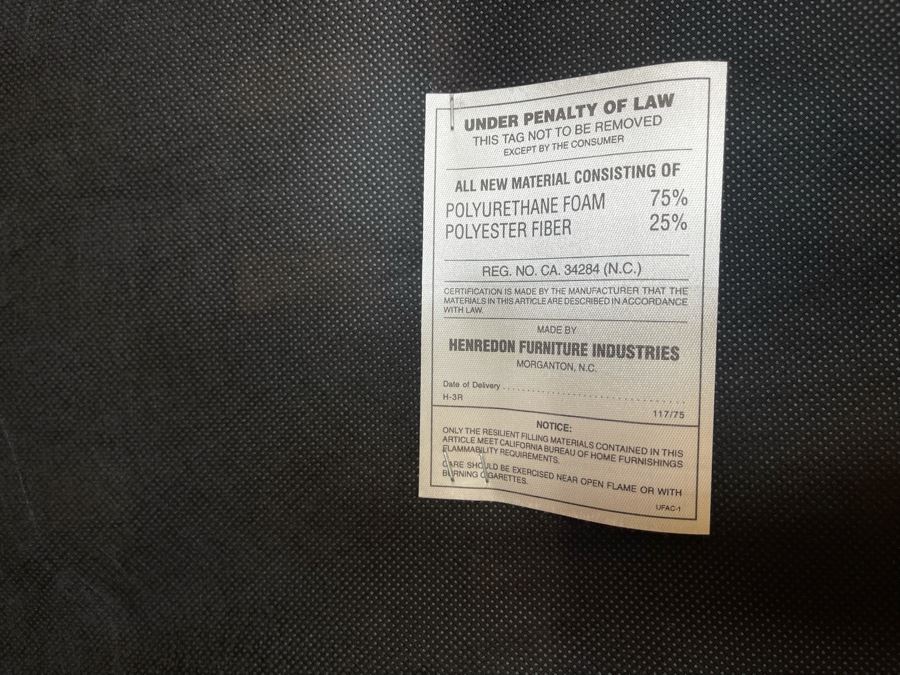 UNDER PENALTY OF LAW
THIS TAG NOT TO BE REMOVED
EXCEPT BY THE CONSUMER
ALL NEW MATERIAL CONSISTING OF
POLYURETHANE FOAM 75%
POLYESTER FIBER 25%
REG. NO. CA. 34284 (N.C.)
CERTIFICATION IS MADE BY THE MANUFACTURER THAT THE
MATERIALS IN THIS ARTICLE ARE DESCRIBED IN ACCORDANCE
WITH LAW.
MADE BY
HENREDON FURNITURE INDUSTRIES
MORGANTON, N.C.
Date of Delivery ........................................
H-3R 117/75
NOTICE:
ONLY THE RESILIENT FILLING MATERIALS CONTAINED IN THIS
ARTICLE MEET CALIFORNIA BUREAU OF HOME FURNISHINGS
FLAMMABILITY REQUIREMENTS.
CARE SHOULD BE EXERCISED NEAR OPEN FLAME OR WITH
BURNING CIGARETTES.
UFAC-1